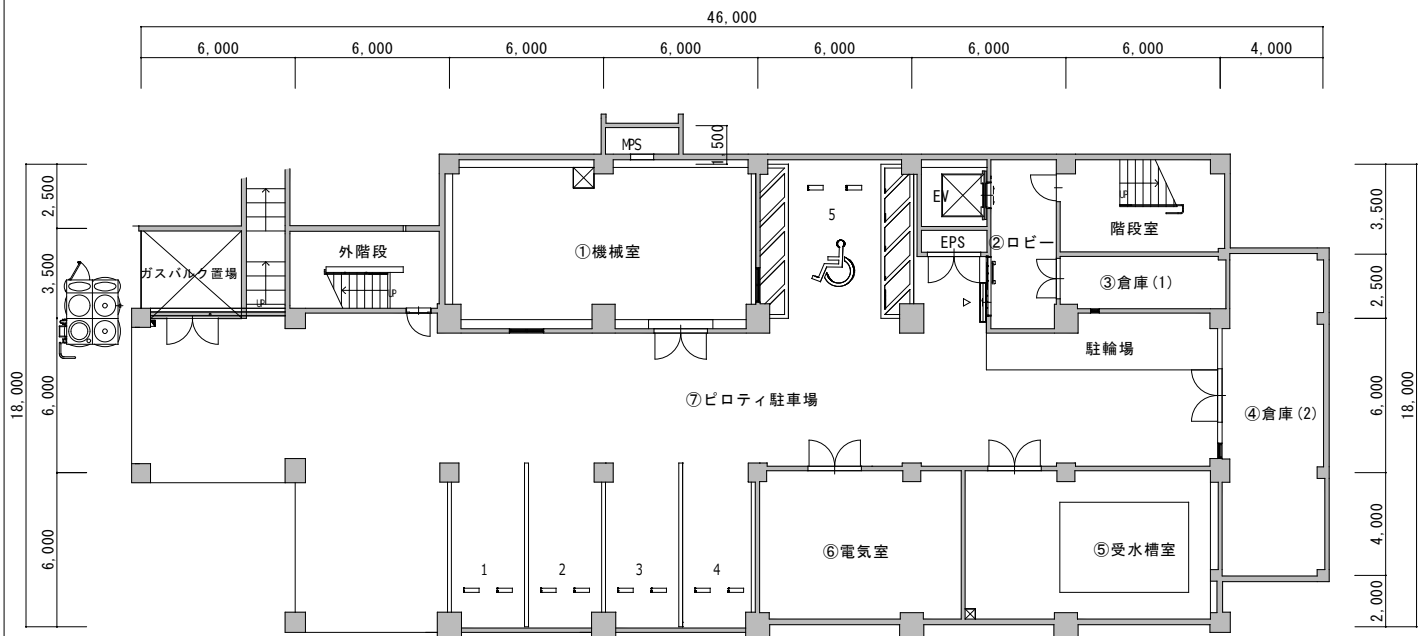 46,000
6,000 6,000 6,000 6,000 6,000 6,000 6,000 4,000
1 500
MPS
2,500
3,500
6,000
6,000
18,000
ガスバルク置場
UP
外階段
UP
①機械室
5
EV
EPS
②ロビー
UP
階段室
③倉庫(1)
駐輪場
④倉庫(2)
⑦ピロティ駐車場
1 2 3 4
⑥電気室
⑤受水槽室
3,500
2,500
6,000
4,000
2,000
18,000